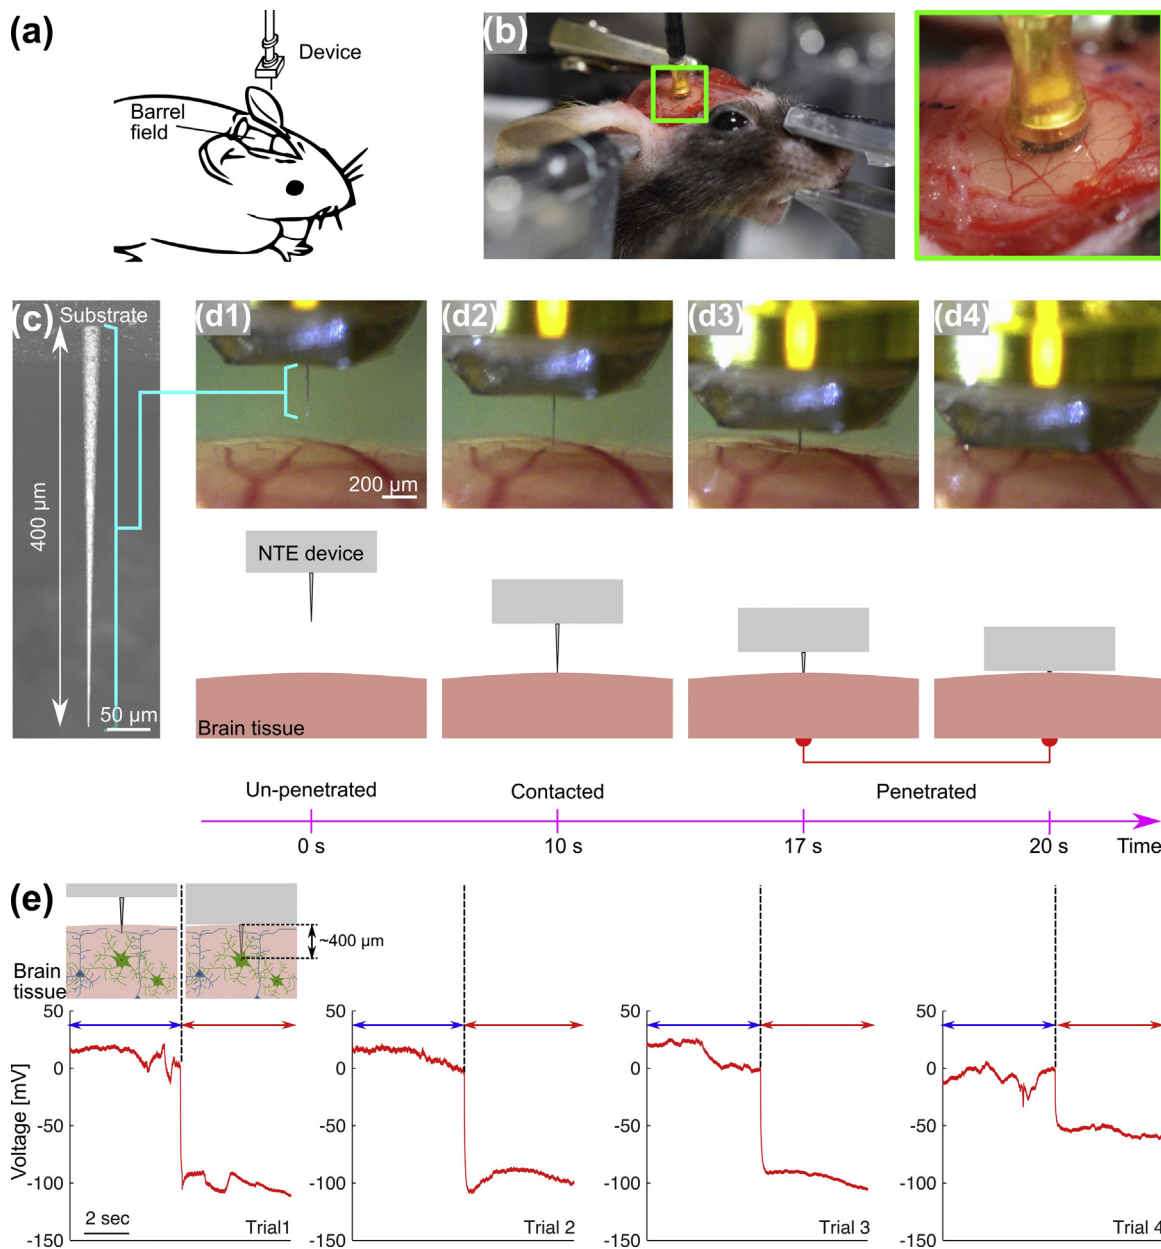 (a)
Device
Barrel
field
(b)
(c)
Substrate
400 µm
50 µm
(d1)
(d2)
(d3)
(d4)
200 µm
NTE device
Brain tissue
Un-penetrated
Contacted
Penetrated
0 s
10 s
17 s
20 s
Time
(e)
~400 µm
Brain
tissue
Voltage [mV]
50
0
-50
-100
-150
2 sec
Trial1
50
0
-50
-100
-150
Trial 2
50
0
-50
-100
-150
Trial 3
50
0
-50
-100
-150
Trial 4